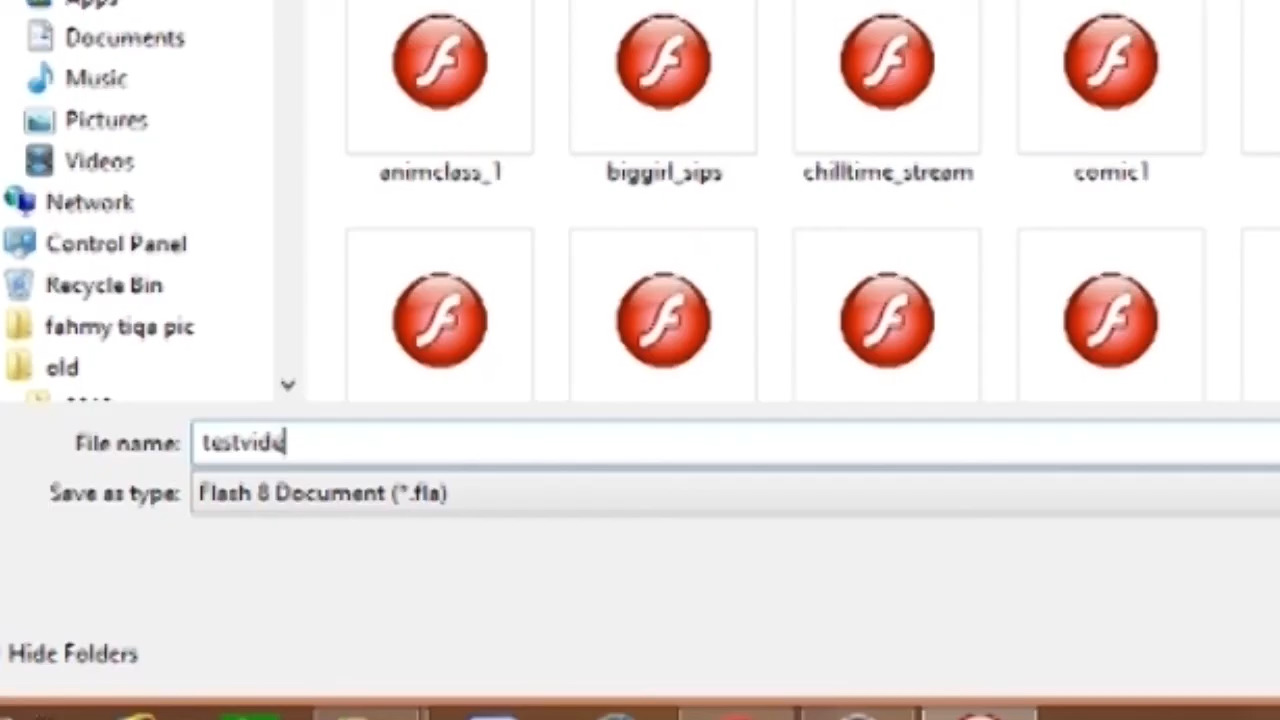 Apps
Documents
Music
Pictures
Videos
Network
Control Panel
Recycle Bin
fahmy tiqa pic
old
animclass_1
biggirl_sips
chilltime_stream
comic1
File name: testvide
Save as type: Flash 8 Document (*.fla)
Hide Folders